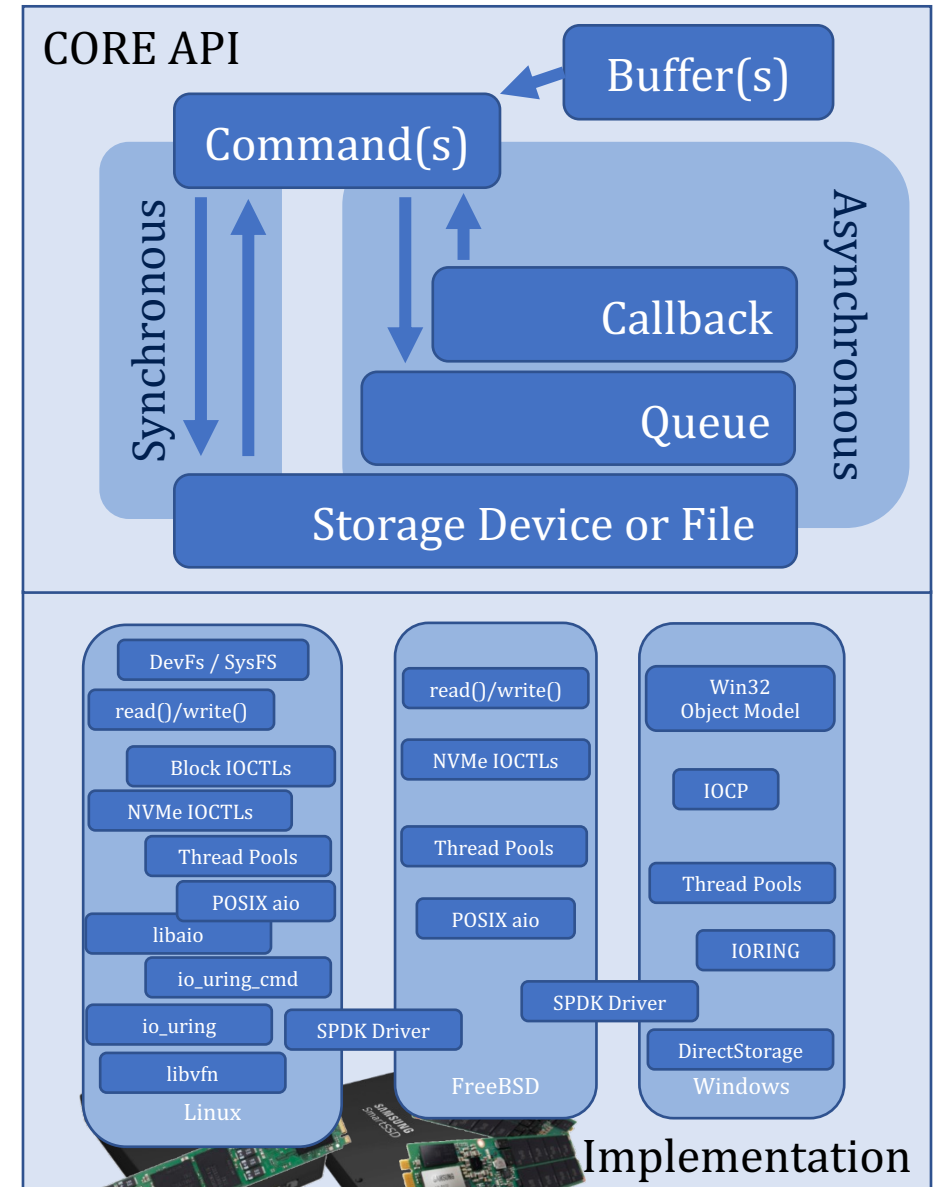 CORE API
Buffer(s)
Command(s)
Synchronous
Asynchronous
Callback
Queue
Storage Device or File
DevFs / SysFS
read()/write()
Block IOCTLs
NVMe IOCTLs
Thread Pools
POSIX aio
libaio
io_uring_cmd
io_uring
SPDK Driver
libvfn
Linux
read()/write()
NVMe IOCTLs
Thread Pools
POSIX aio
SPDK Driver
FreeBSD
Win32
Object Model
IOCP
Thread Pools
IORING
DirectStorage
Windows
SAMSUNG
SmartSSD
Implementation